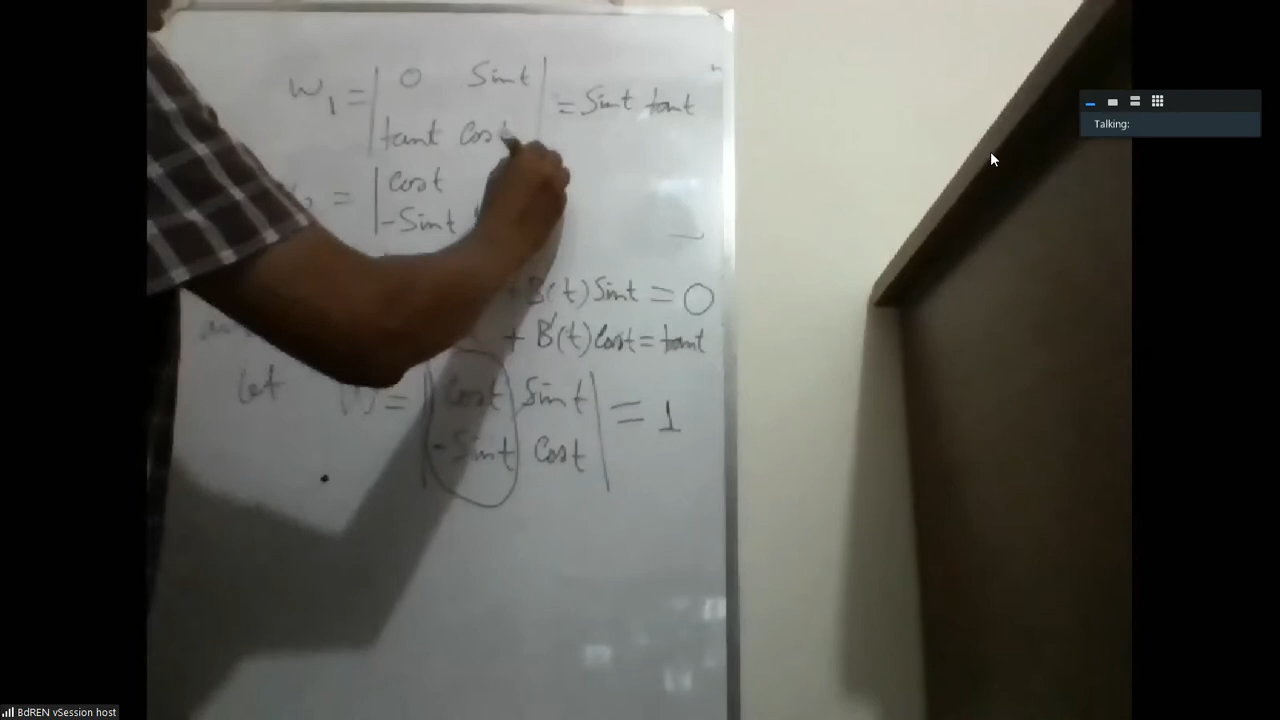 W₁ = | 0 Sint | = Sint tant
| tant Cost |
= | Cost
| -Sint
+ B'(t) Sint = 0
+ B'(t) Cost = tant
let W = | Cost Sint | = 1
| -Sint Cost |
Talking:
BdREN vSession host